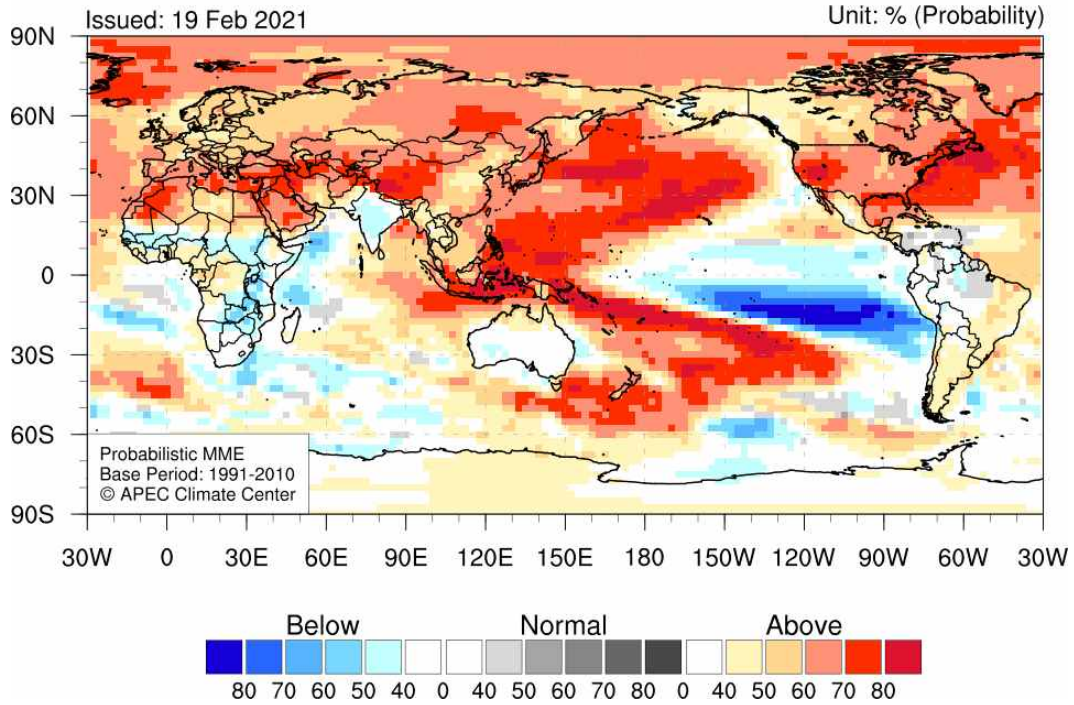 Issued: 19 Feb 2021 Unit: % (Probability)
90N
60N
30N
0
30S
60S
90S
Probabilistic MME
Base Period: 1991-2010
© APEC Climate Center
30W 0 30E 60E 90E 120E 150E 180 150W 120W 90W 60W 30W
Below Normal Above
80 70 60 50 40 0 40 50 60 70 80 0 40 50 60 70 80